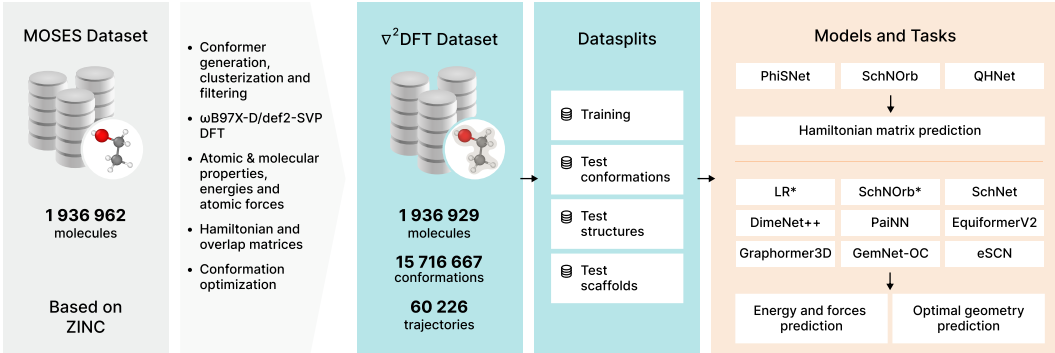 MOSES Dataset
1 936 962
molecules
Based on
ZINC
• Conformer
generation,
clusterization and
filtering
• ωB97X-D/def2-SVP
DFT
• Atomic & molecular
properties,
energies and
atomic forces
• Hamiltonian and
overlap matrices
• Conformation
optimization
∇²DFT Dataset
1 936 929
molecules
15 716 667
conformations
60 226
trajectories
Datasplits
Training
Test
conformations
Test
structures
Test
scaffolds
Models and Tasks
PhiSNet SchNOrb QHNet
Hamiltonian matrix prediction
LR* SchNOrb* SchNet
DimeNet++ PaiNN EquiformerV2
Graphormer3D GemNet-OC eSCN
Energy and forces
prediction
Optimal geometry
prediction